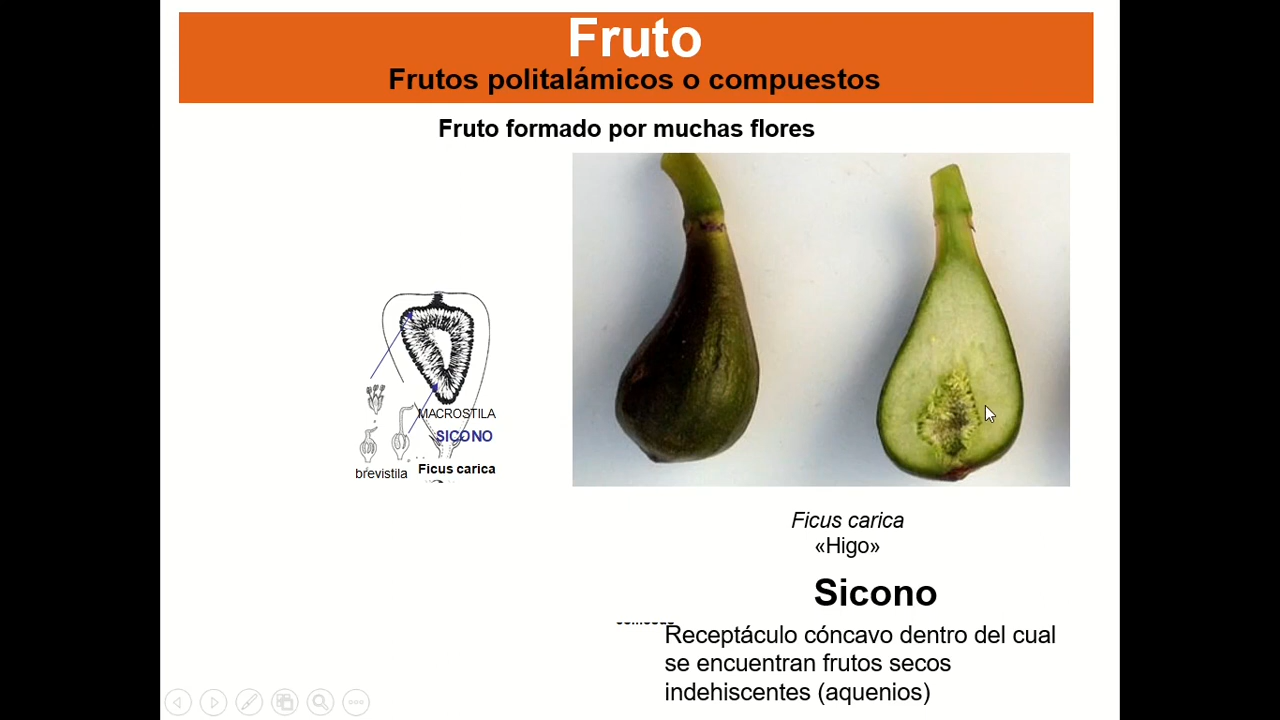 Fruto
Frutos politalámicos o compuestos
Fruto formado por muchas flores
MACROSTILA
SICONO
brevistila
Ficus carica
Ficus carica
«Higo»
Sicono
Receptáculo cóncavo dentro del cual
se encuentran frutos secos
indehiscentes (aquenios)